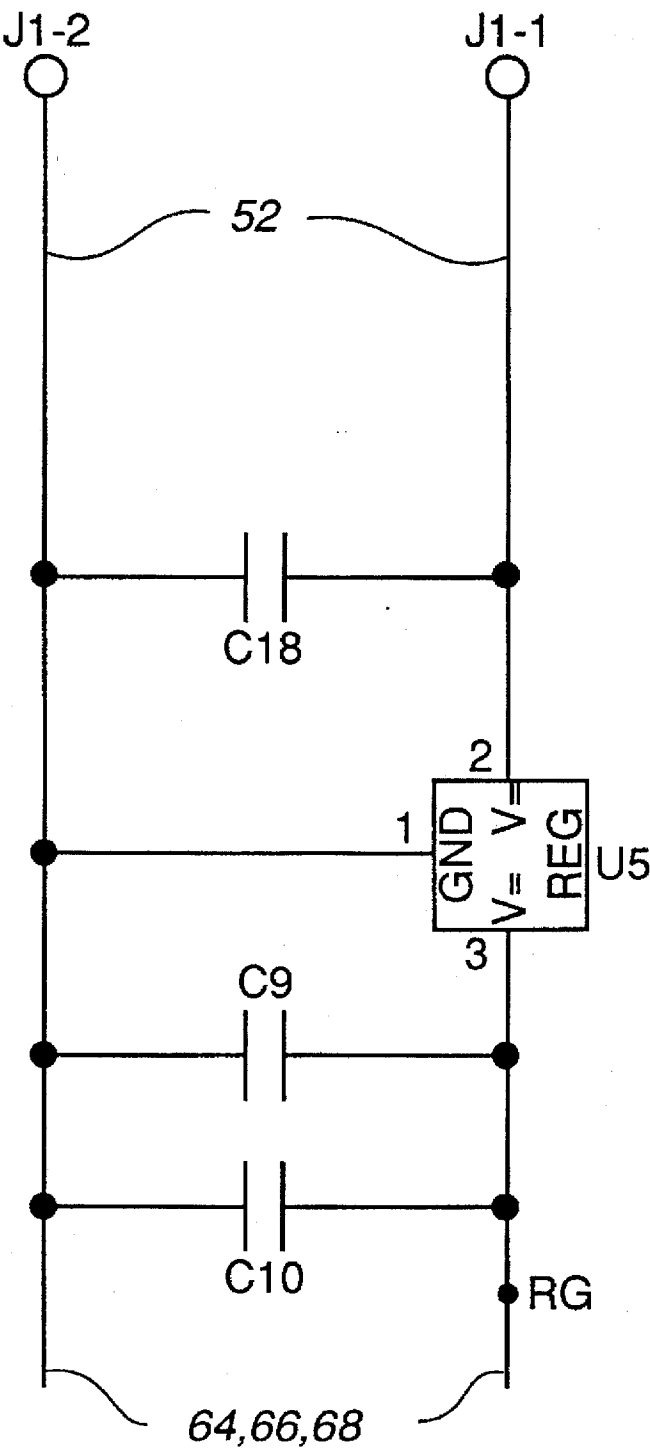 J1-2
J1-1
52
C18
2
1
GND
V=
V=
REG
U5
3
C9
C10
RG
64,66,68